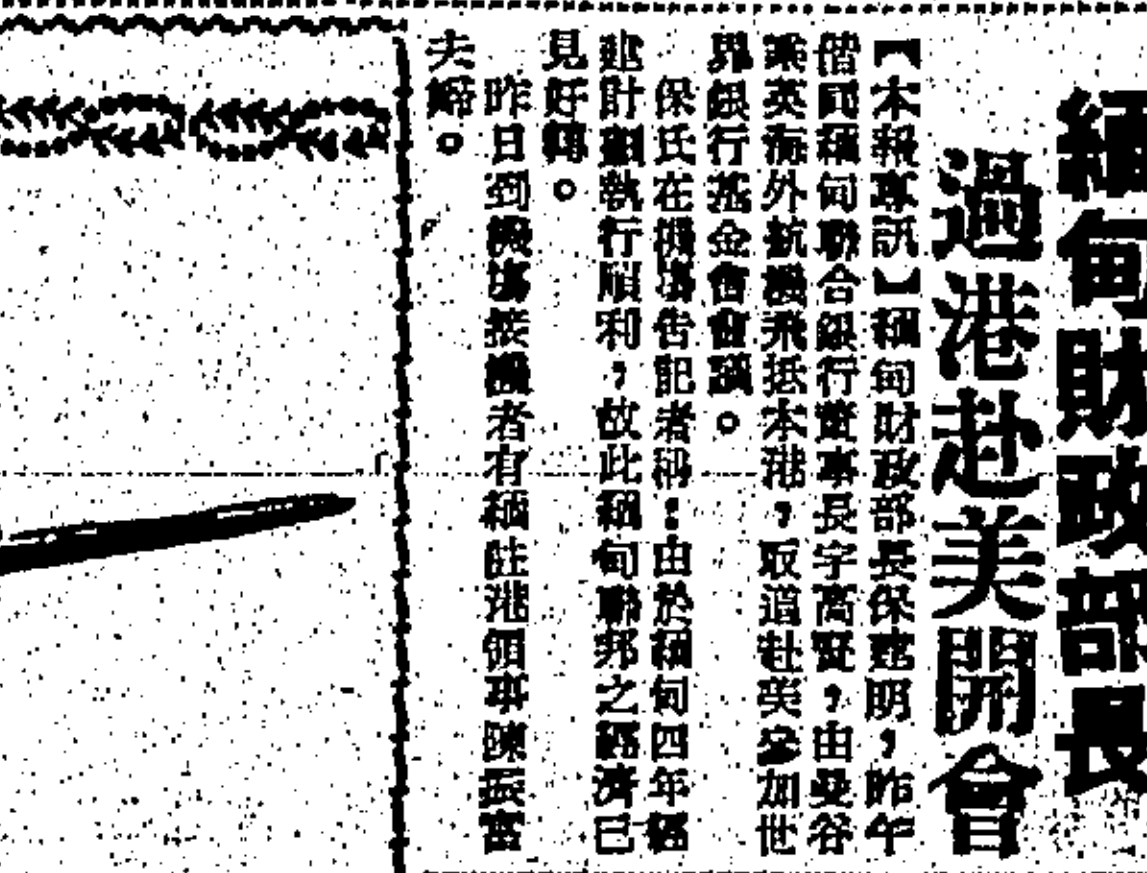 緬甸財政部長
過港赴美開會
【本報專訊】緬甸財政部長保建明，昨午
偕同緬甸聯合銀行董事長字高賢，由曼谷
乘英海外航機飛抵本港，取道赴美參加世
界銀行基金會會議。
保氏在機塲告記者稱：由於緬甸四年經
建計劃執行順利，故此緬甸聯邦之經濟已
見好轉。
昨日到機塲接機者有緬駐港領事陳振富
夫婦。